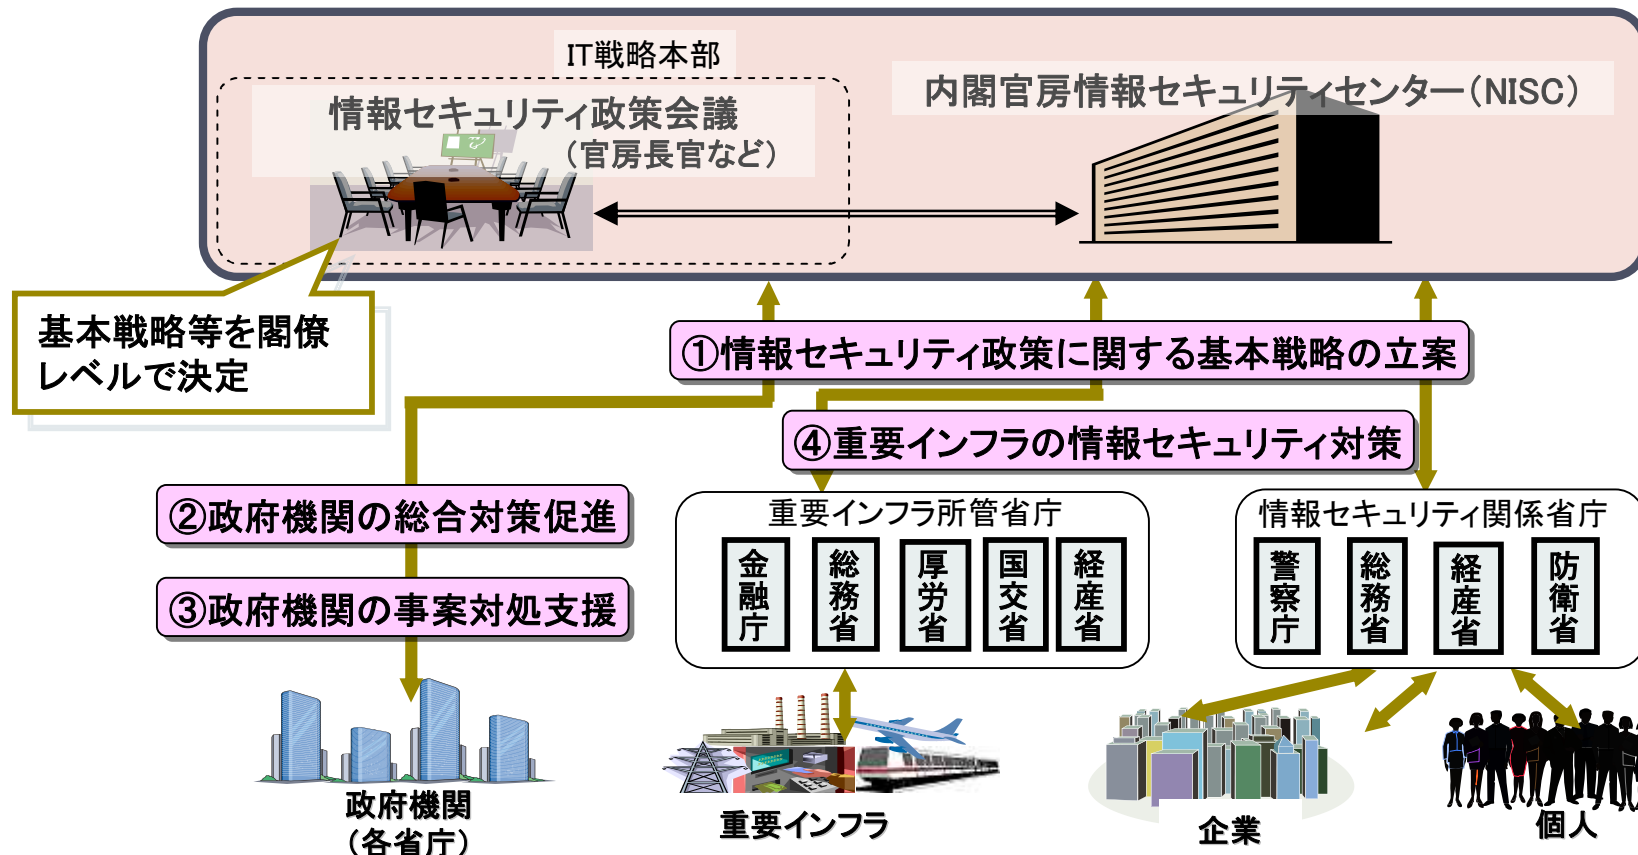 IT戦略本部
情報セキュリティ政策会議
（官房長官など）
内閣官房情報セキュリティセンター（NISC）
基本戦略等を閣僚
レベルで決定
①情報セキュリティ政策に関する基本戦略の立案
④重要インフラの情報セキュリティ対策
②政府機関の総合対策促進
③政府機関の事案対処支援
重要インフラ所管省庁
金融庁
総務省
厚労省
国交省
経産省
情報セキュリティ関係省庁
警察庁
総務省
経産省
防衛省
政府機関
（各省庁）
重要インフラ
企業
個人